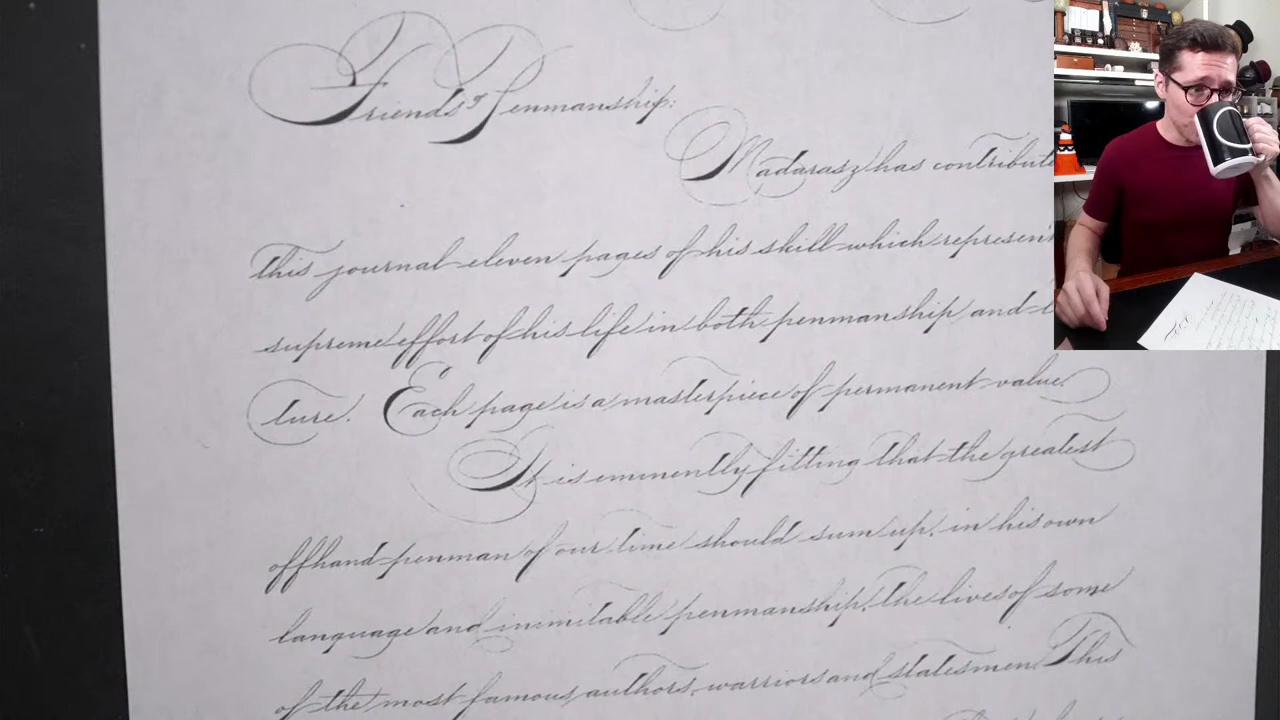 Friends of Penmanship:
Madarasz has contribute
this journal eleven pages of his skill which represen
supreme effort of his life in both penmanship and
ture. Each page is a masterpiece of permanent value.
It is eminently fitting that the greatest
offhand penman of our time should sum up, in his own
language and inimitable penmanship, the lives of some
of the most famous authors, warriors and statesmen. This